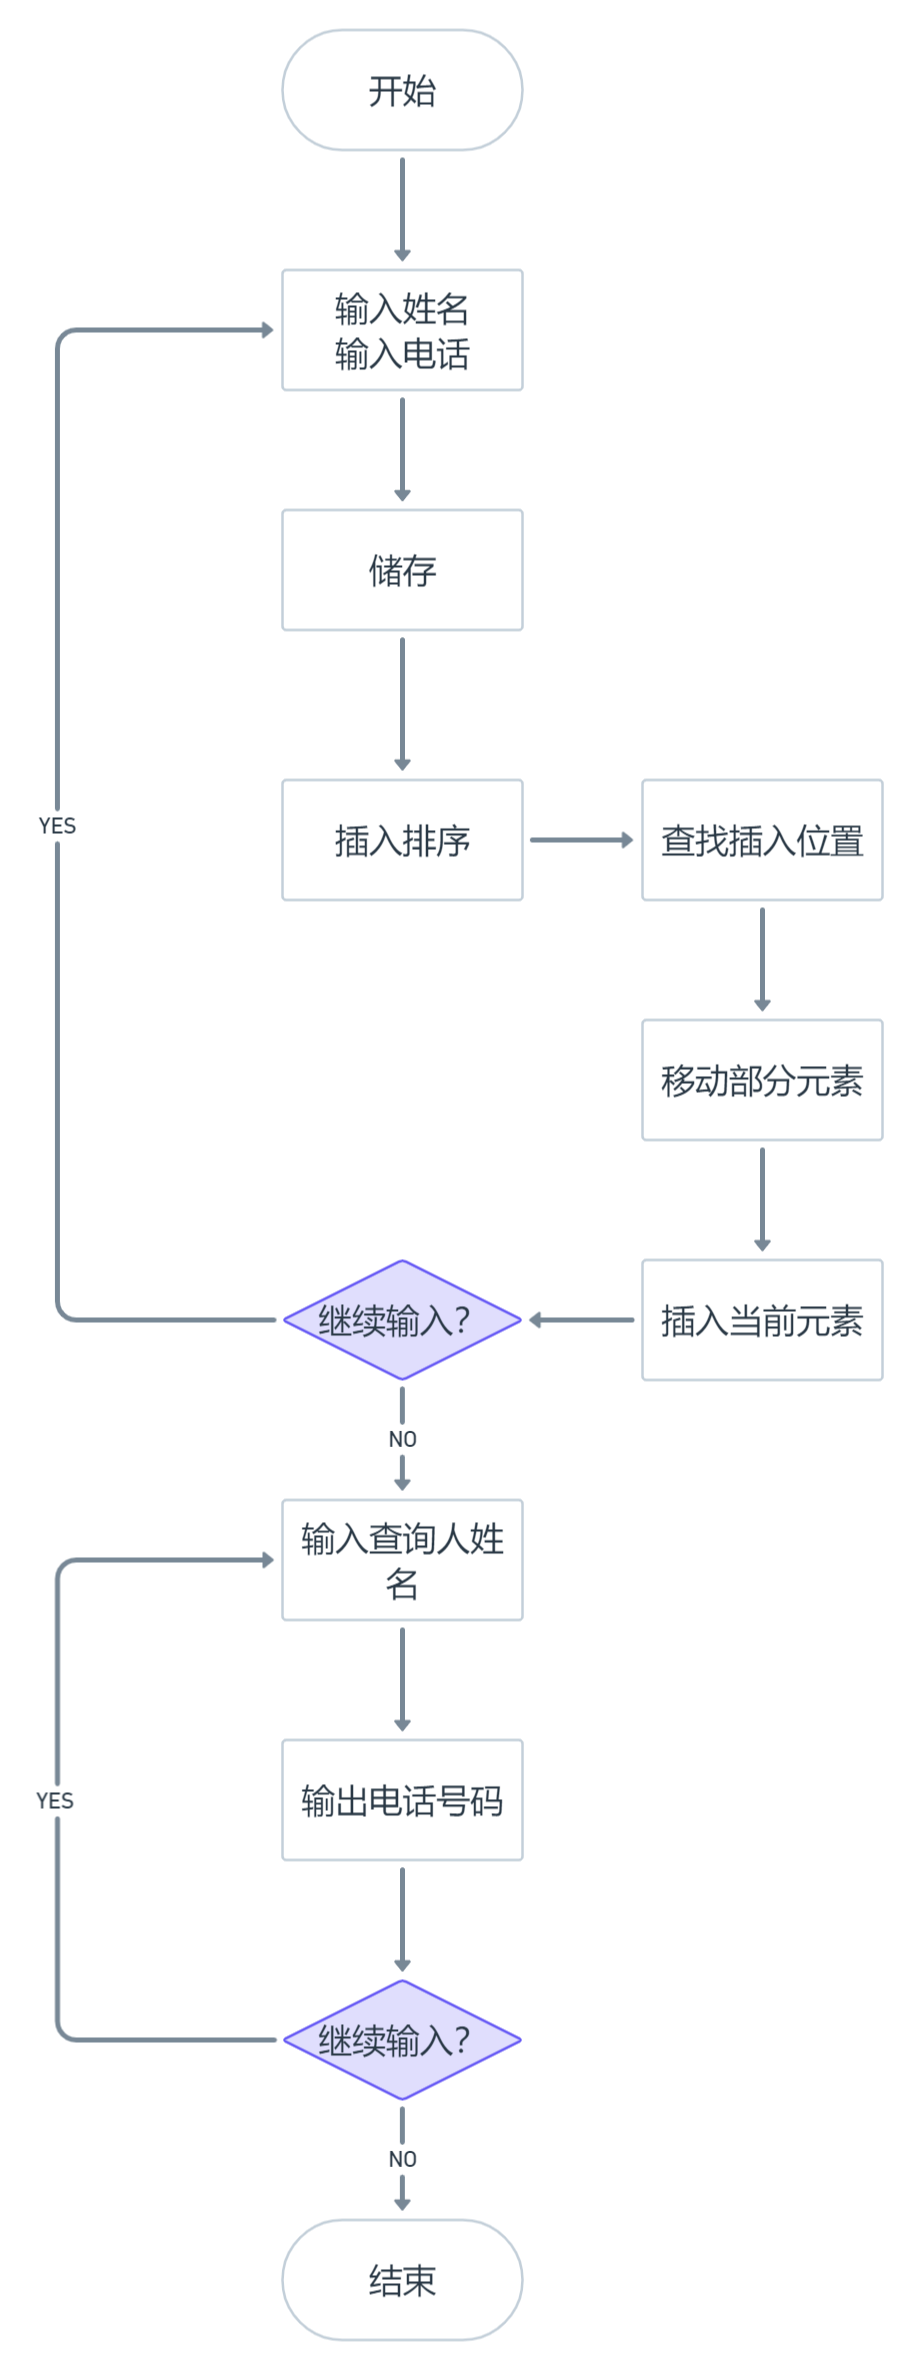 开始
输入姓名
输入电话
储存
插入排序
查找插入位置
YES
移动部分元素
插入当前元素
继续输入？
NO
输入查询人姓
名
YES
输出电话号码
继续输入？
NO
结束